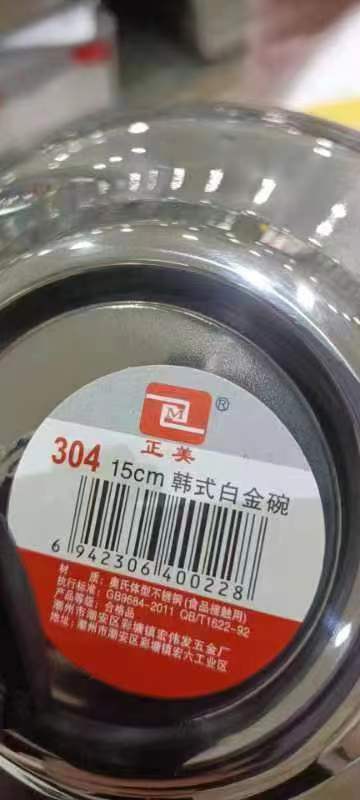 M
®
正美
304 15cm 韩式白金碗
6 942306 400228
材 质：奥氏体型不锈钢(食品接触用)
执行标准：GB9684-2011 QB/T1622-92
产品等级：合格品
潮州市潮安区彩塘镇宏伟发五金厂
地址：潮州市潮安区彩塘镇宏六工业区